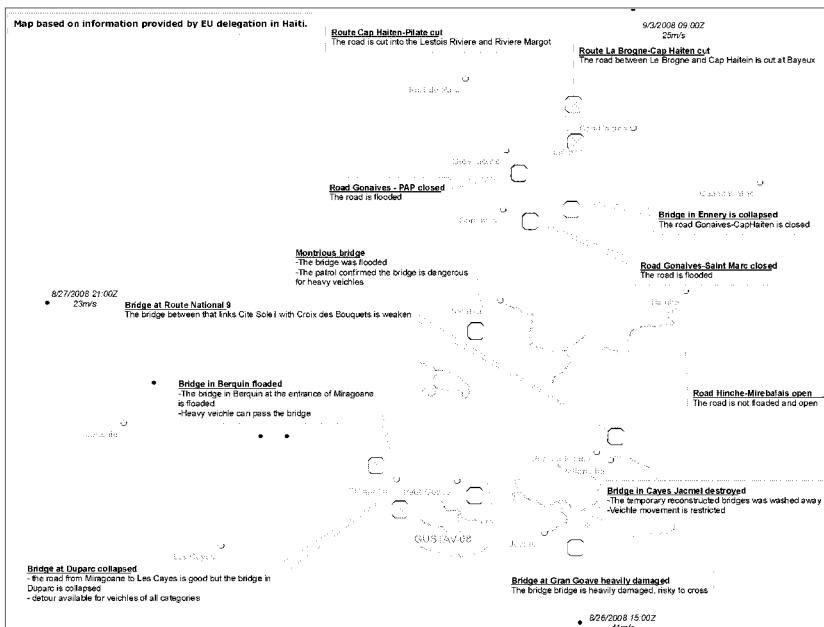 Map based on information provided by EU delegation in Haiti.
9/3/2008 09:00Z
25m/s
Route Cap Haiten-Pilate cut
The road is cut into the Lestois Riviere and Riviere Margot
Route La Brogne-Cap Haiten cut
The road between Le Brogne and Cap Haitein is cut at Bayeux
Road Gonaives - PAP closed
The road is flooded
Bridge in Ennery is collapsed
The road Gonaives-CapHaiten is closed
Montrious bridge
-The bridge was flooded
-The patrol confirmed the bridge is dangerous
for heavy veichles
Road Gonaives-Saint Marc closed
The road is flooded
8/27/2008 21:00Z
23m/s
Bridge at Route National 9
The bridge between that links Cite Soleil with Croix des Bouquets is weaken
Bridge in Berquin floaded
-The bridge in Berquin at the entrance of Miragoane
is floaded
-Heavy veichle can pass the bridge
Road Hinche-Mirebalais open
The road is not floaded and open
Bridge in Cayes Jacmel destroyed
-The temporary reconstructed bridges was washed away
-Veichle movement is restricted
GUSTAV-08
Les Cayes
Bridge at Duparc collapsed
- the road from Miragoane to Les Cayes is good but the bridge in
Duparc is collapsed
- detour available for veichles of all categories
Bridge at Gran Goave heavily damaged
The bridge bridge is heavily damaged, risky to cross
8/26/2008 15:00Z